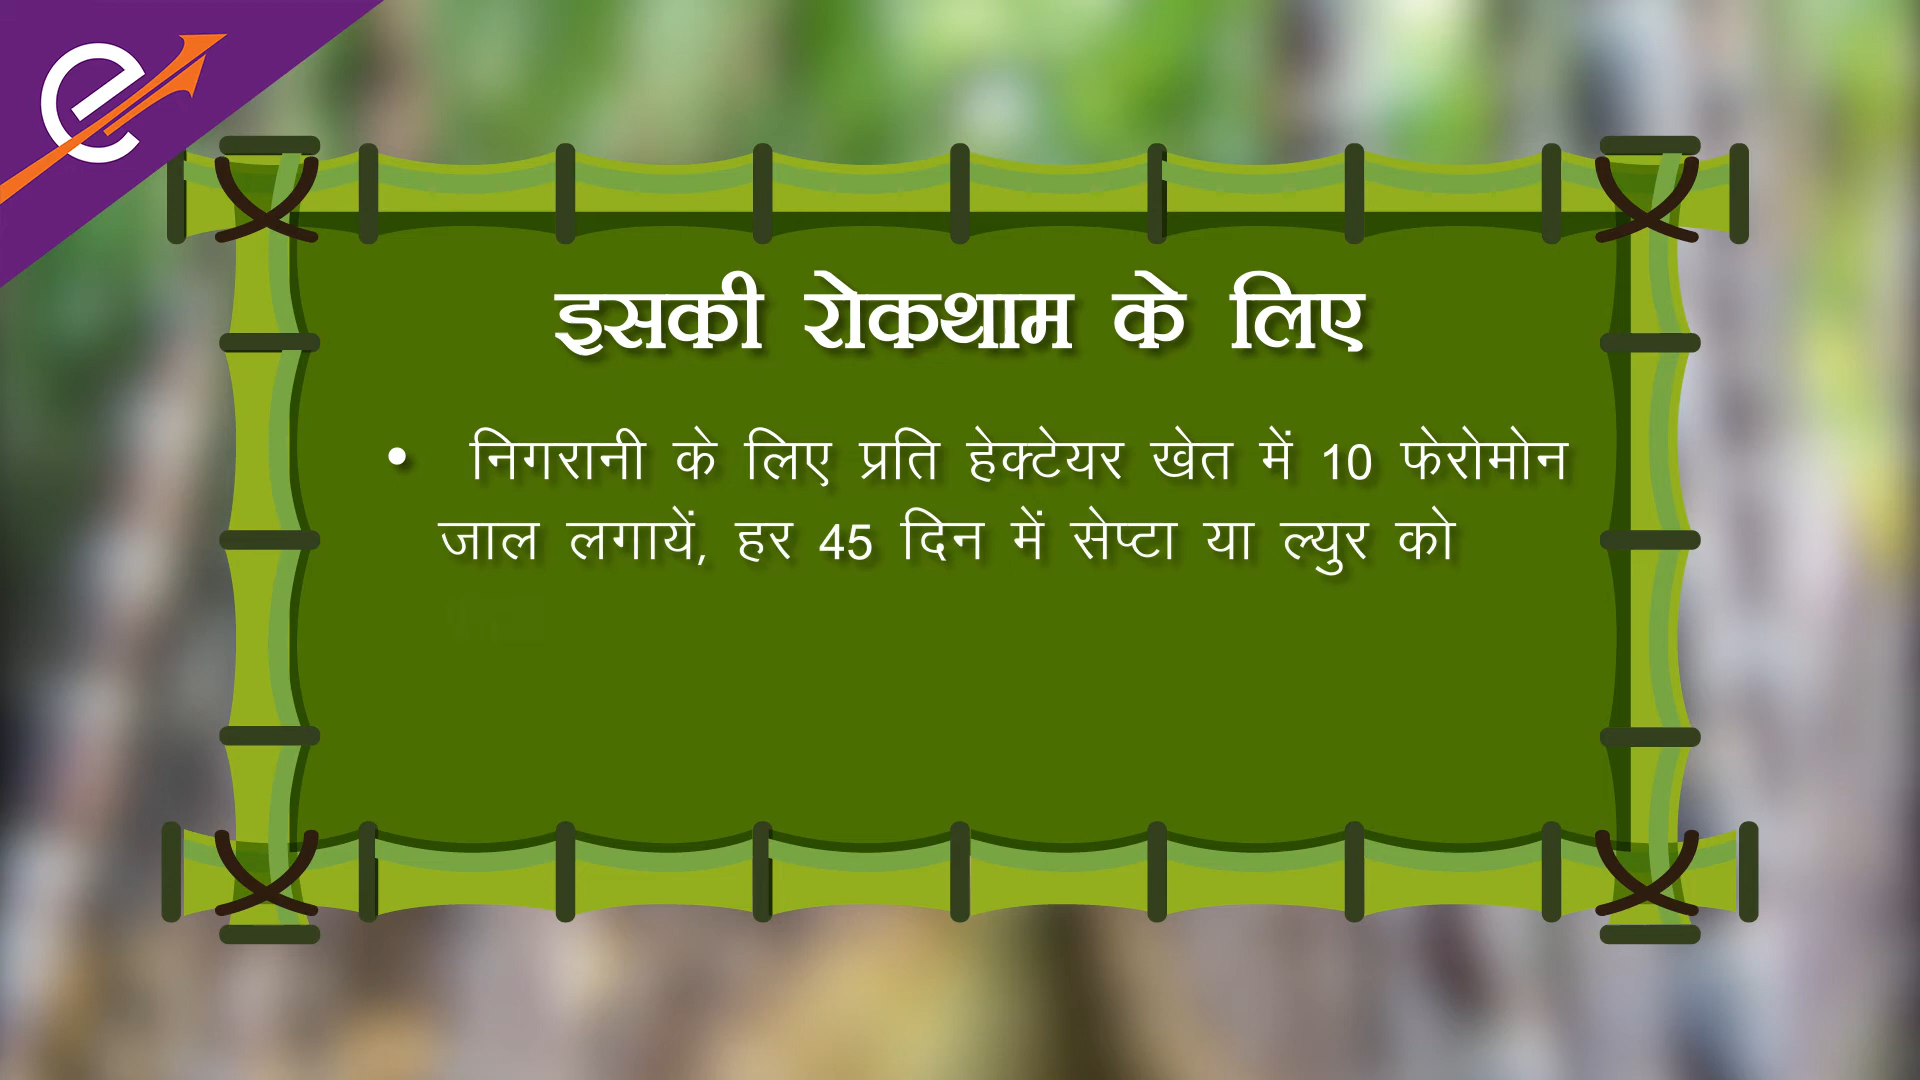 इसकी रोकथाम के लिए
• निगरानी के लिए प्रति हेक्टेयर खेत में 10 फेरोमोन
जाल लगायें, हर 45 दिन में सेप्टा या ल्युर को